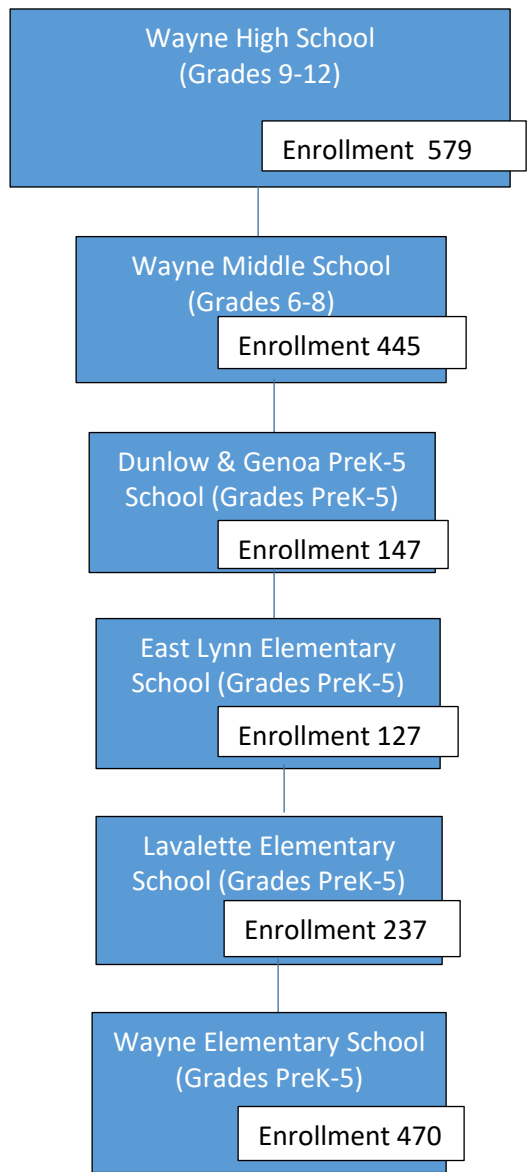 Wayne High School
(Grades 9-12)
Enrollment  579
Wayne Middle School
(Grades 6-8)
Enrollment 445
Dunlow & Genoa PreK-5
School (Grades PreK-5)
Enrollment 147
East Lynn Elementary
School (Grades PreK-5)
Enrollment 127
Lavalette Elementary
School (Grades PreK-5)
Enrollment 237
Wayne Elementary School
(Grades PreK-5)
Enrollment 470